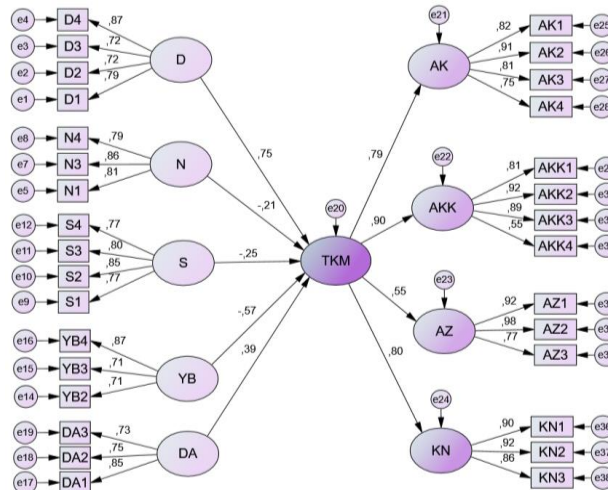 e4 D4 ,87
e3 D3 ,72
e2 D2 ,72
e1 D1 ,79
D
,75
e8 N4 ,79
e7 N3 ,86
e5 N1 ,81
N
-,21
e12 S4 ,77
e11 S3 ,80
e10 S2 ,85
e9 S1 ,77
S
-,25
e16 YB4 ,87
e15 YB3 ,71
e14 YB2 ,71
YB
-,57
e19 DA3 ,73
e18 DA2 ,75
e17 DA1 ,85
DA
,39
e20
TKM
e21
AK
,79
,82 AK1
,91 AK2
,81 AK3
,75 AK4
e22
AKK
,90
,81 AKK1
,92 AKK2
,89 AKK3
,55 AKK4
e23
AZ
,55
,92 AZ1
,98 AZ2
,77 AZ3
e24
KN
,80
,90 KN1
,92 KN2
,86 KN3